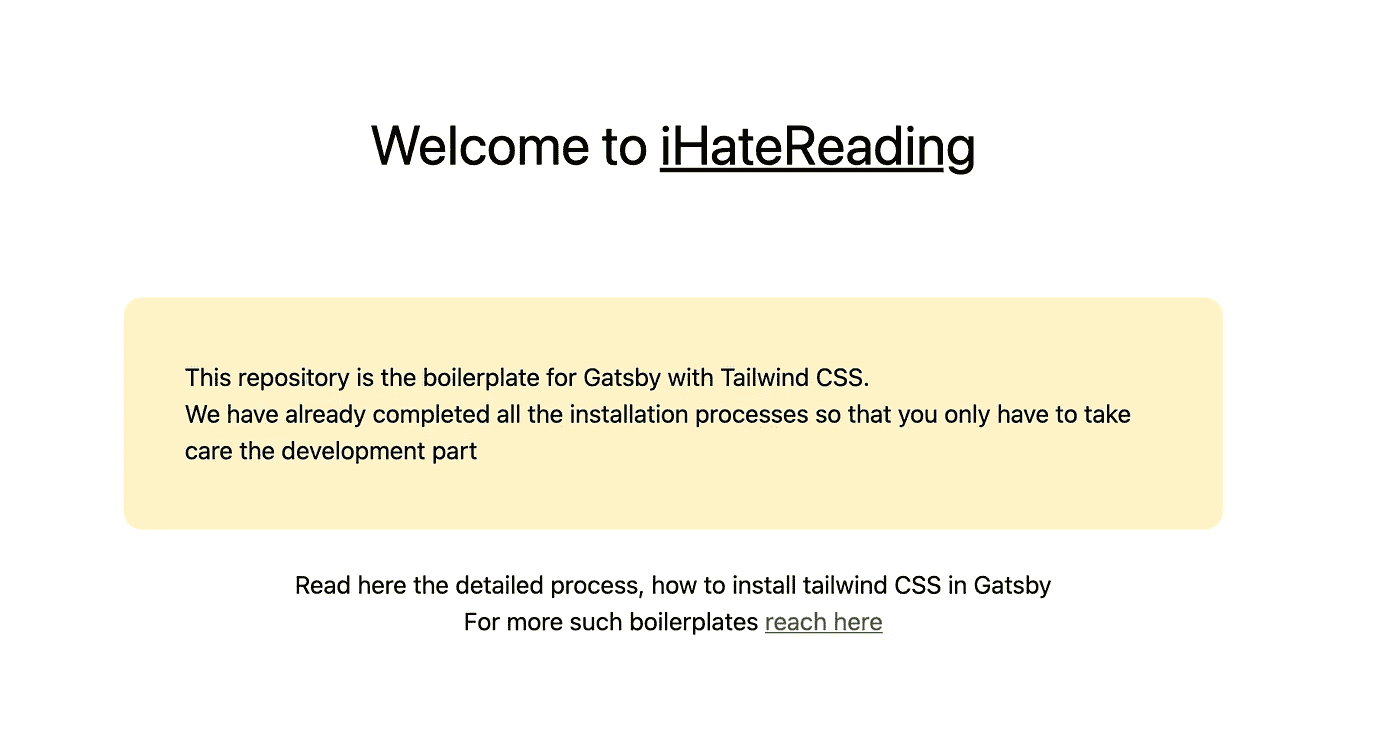 Welcome to iHateReading
This repository is the boilerplate for Gatsby with Tailwind CSS.
We have already completed all the installation processes so that you only have to take
care the development part
Read here the detailed process, how to install tailwind CSS in Gatsby
For more such boilerplates reach here